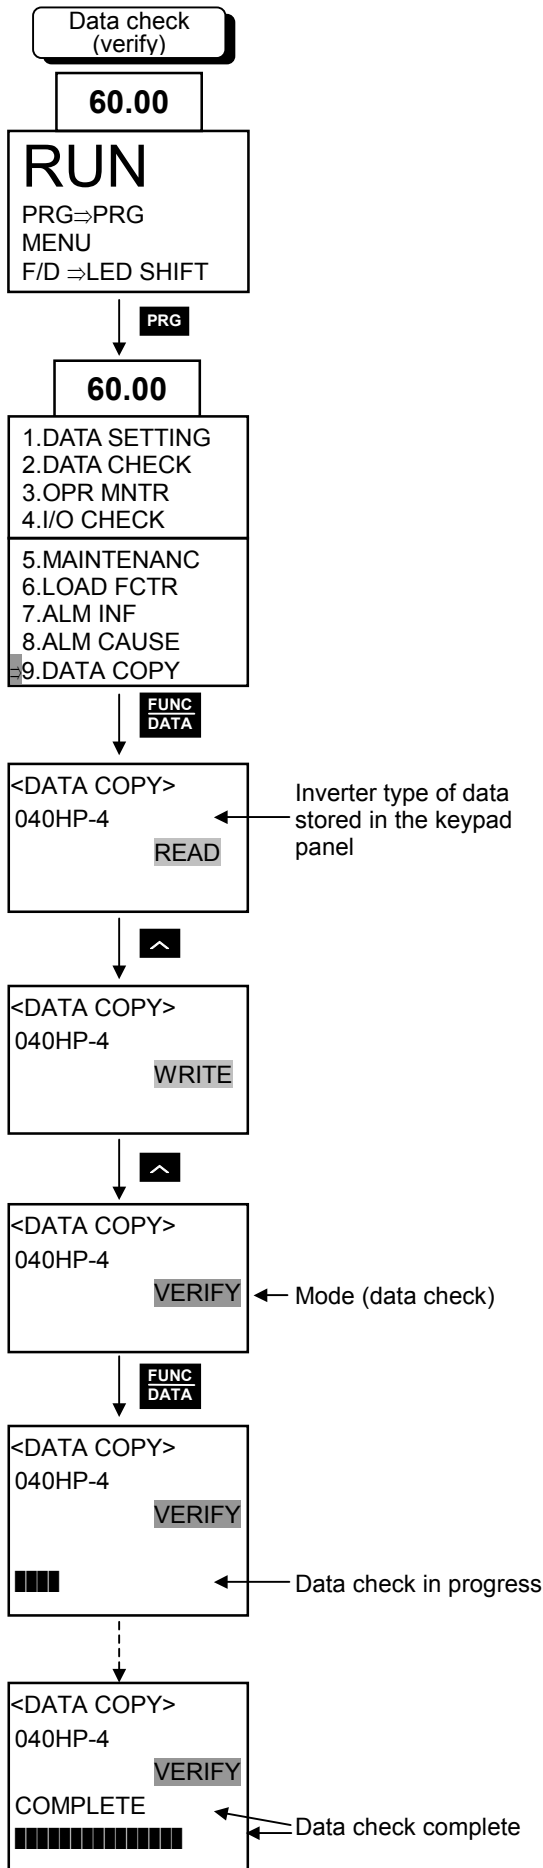 Data check
(verify)
60.00
RUN
PRG⇒PRG
MENU
F/D ⇒LED SHIFT
PRG
60.00
1.DATA SETTING
2.DATA CHECK
3.OPR MNTR
4.I/O CHECK
5.MAINTENANC
6.LOAD FCTR
7.ALM INF
8.ALM CAUSE
⇒9.DATA COPY
FUNC
DATA
<DATA COPY>
040HP-4
READ
Inverter type of data
stored in the keypad
panel
<DATA COPY>
040HP-4
WRITE
<DATA COPY>
040HP-4
VERIFY
Mode (data check)
FUNC
DATA
<DATA COPY>
040HP-4
VERIFY
Data check in progress
<DATA COPY>
040HP-4
VERIFY
COMPLETE
Data check complete